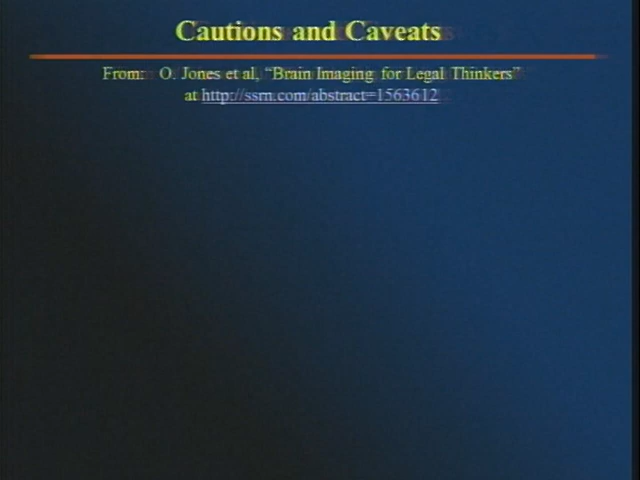 Cautions and Caveats
From: O. Jones et al, “Brain Imaging for Legal Thinkers”
at http://ssrn.com/abstract=1563612